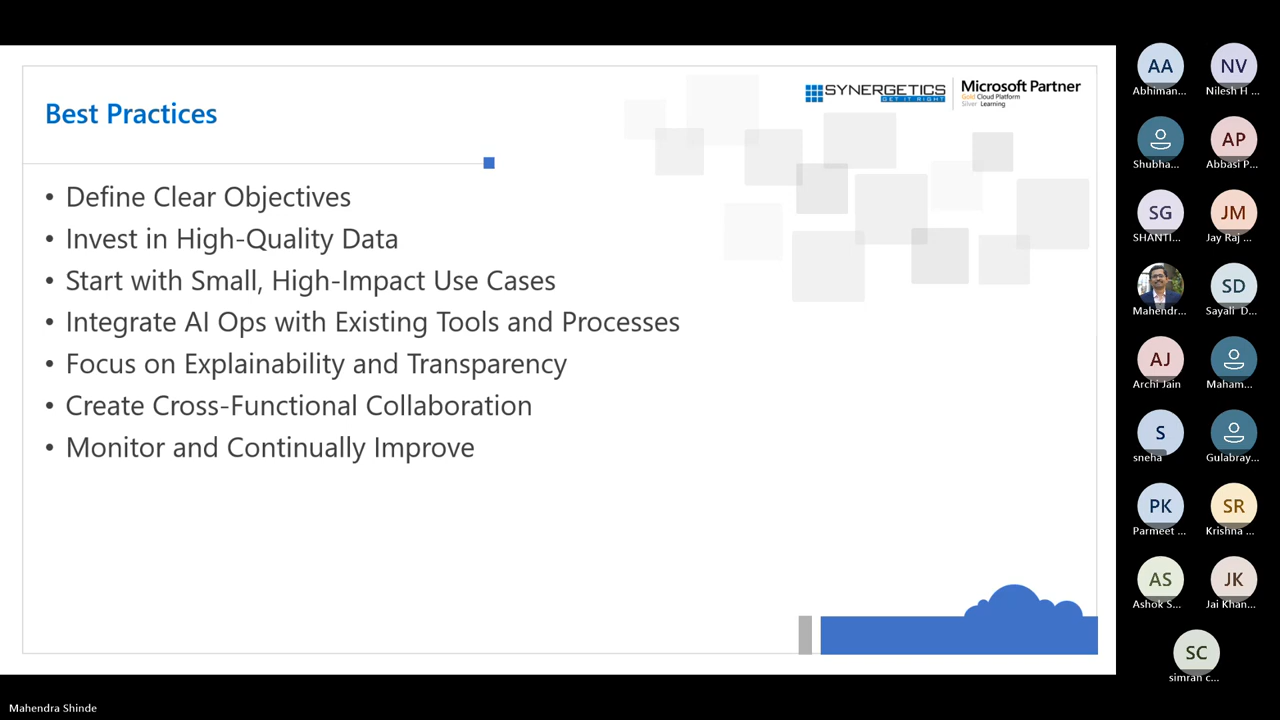 Best Practices
SYNERGETICS
GET IT RIGHT
Microsoft Partner
Gold Cloud Platform
Silver Learning
• Define Clear Objectives
• Invest in High-Quality Data
• Start with Small, High-Impact Use Cases
• Integrate AI Ops with Existing Tools and Processes
• Focus on Explainability and Transparency
• Create Cross-Functional Collaboration
• Monitor and Continually Improve
AA NV
Abhiman... Nilesh H ...
AP
Shubha... Abbasi P...
SG JM
SHANTI... Jay Raj ...
SD
Mahendr... Sayali D...
AJ
Archi Jain Maham...
S
sneha Gulabray...
PK SR
Parmeet ... Krishna ...
AS JK
Ashok S... Jai Khan...
SC
simran c...
Mahendra Shinde